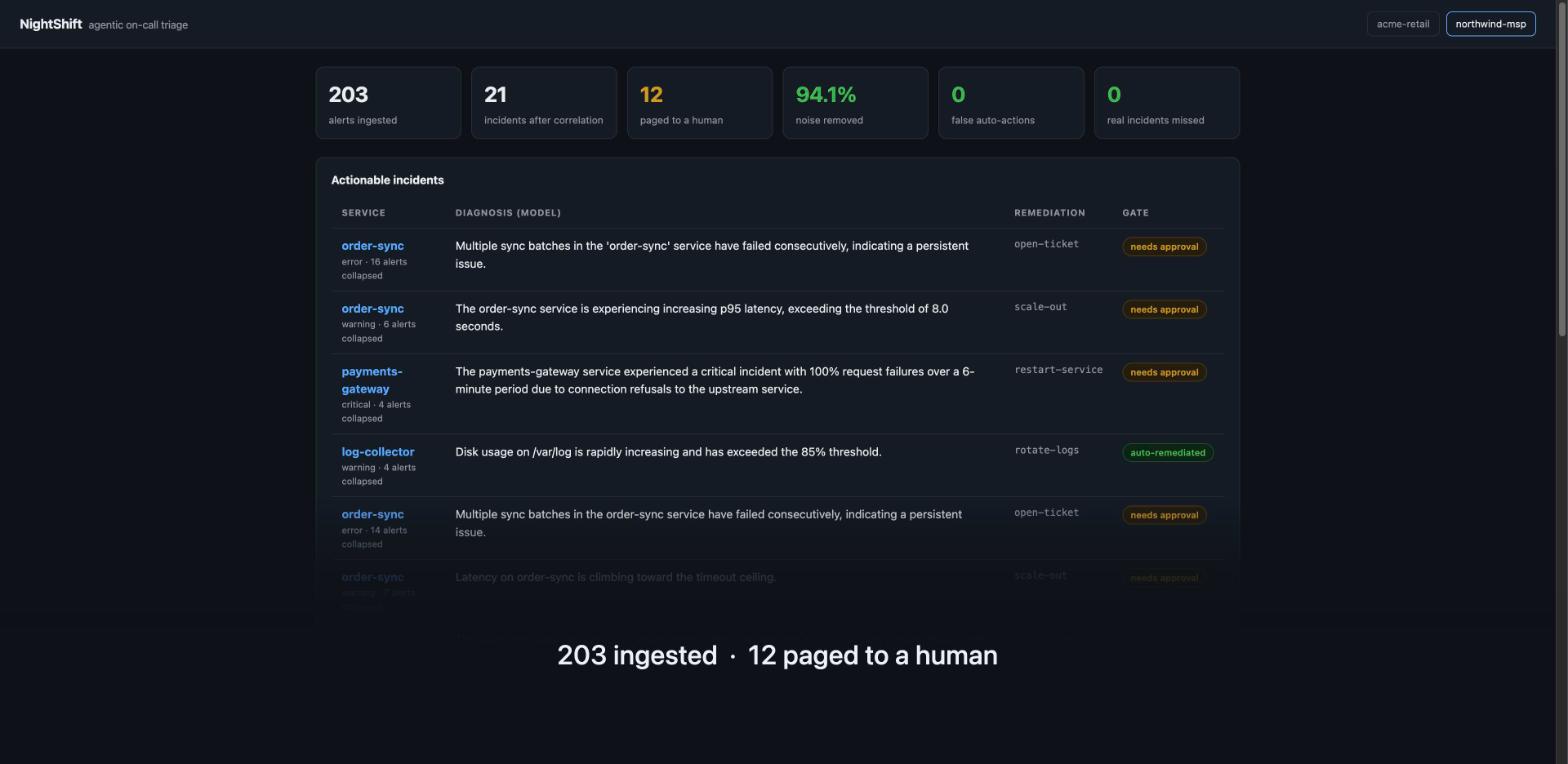 NightShift agentic on-call triage
acme-retail
northwind-msp
203
alerts ingested
21
incidents after correlation
12
paged to a human
94.1%
noise removed
0
false auto-actions
0
real incidents missed
Actionable incidents
SERVICE DIAGNOSIS (MODEL) REMEDIATION GATE
order-sync
error · 16 alerts
collapsed
Multiple sync batches in the 'order-sync' service have failed consecutively, indicating a persistent
issue.
open-ticket
needs approval
order-sync
warning · 6 alerts
collapsed
The order-sync service is experiencing increasing p95 latency, exceeding the threshold of 8.0
seconds.
scale-out
needs approval
payments-
gateway
critical · 4 alerts
collapsed
The payments-gateway service experienced a critical incident with 100% request failures over a 6-
minute period due to connection refusals to the upstream service.
restart-service
needs approval
log-collector
warning · 4 alerts
collapsed
Disk usage on /var/log is rapidly increasing and has exceeded the 85% threshold.
rotate-logs
auto-remediated
order-sync
error · 14 alerts
collapsed
Multiple sync batches in the order-sync service have failed consecutively, indicating a persistent
issue.
open-ticket
needs approval
order-sync
warning · 7 alerts
Latency on order-sync is climbing toward the timeout ceiling.
scale-out
needs approval
203 ingested · 12 paged to a human